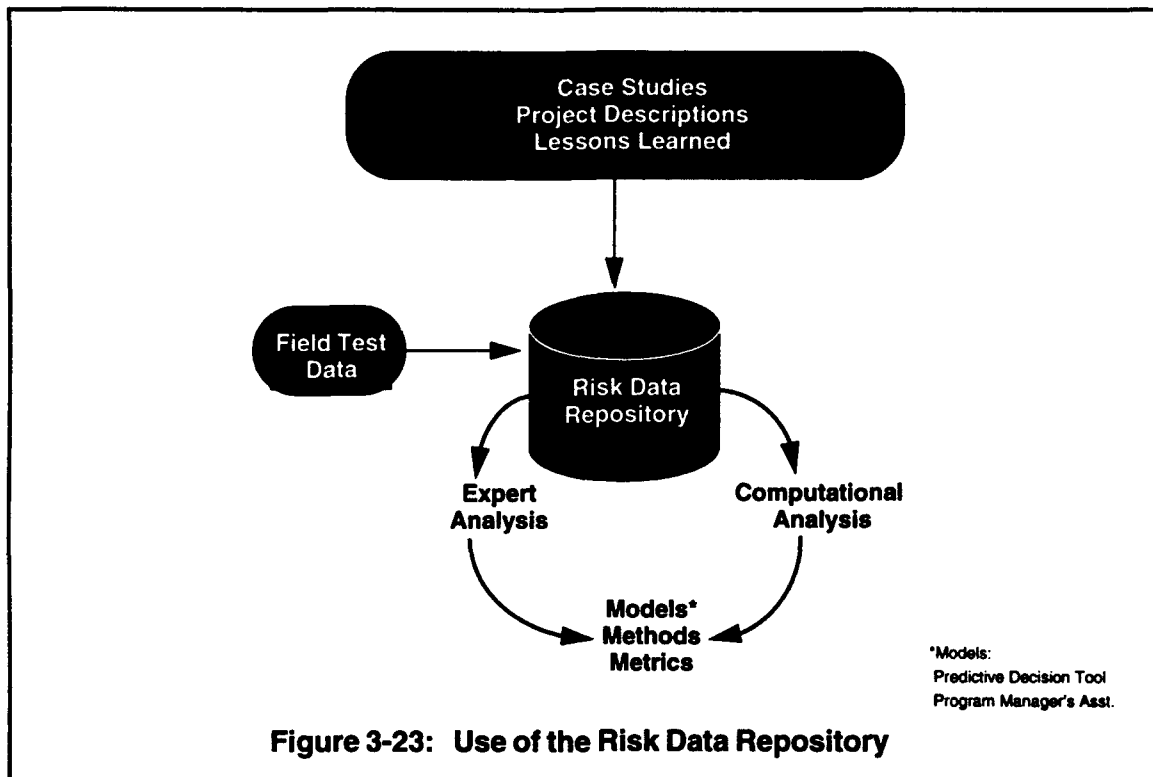 Case Studies
Project Descriptions
Lessons Learned
Field Test
Data
Risk Data
Repository
Expert
Analysis
Computational
Analysis
Models*
Methods
Metrics
*Models:
Predictive Decision Tool
Program Manager's Asst.
Figure 3-23: Use of the Risk Data Repository